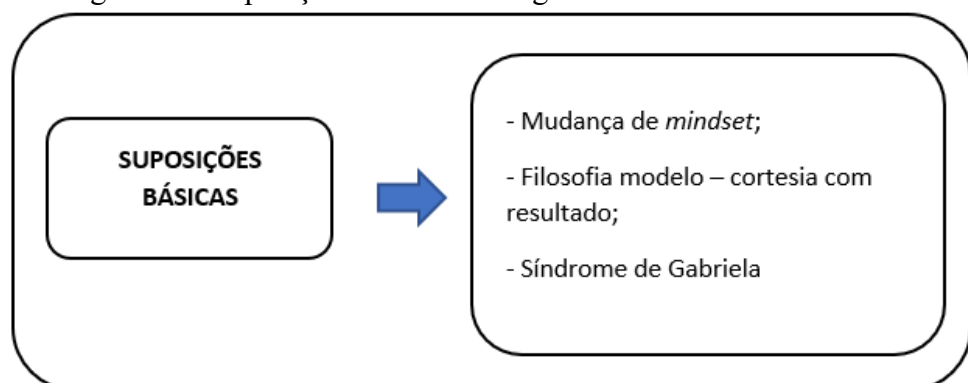 SUPOSIÇÕES
BÁSICAS
- Mudança de mindset;
- Filosofia modelo – cortesia com
resultado;
- Síndrome de Gabriela